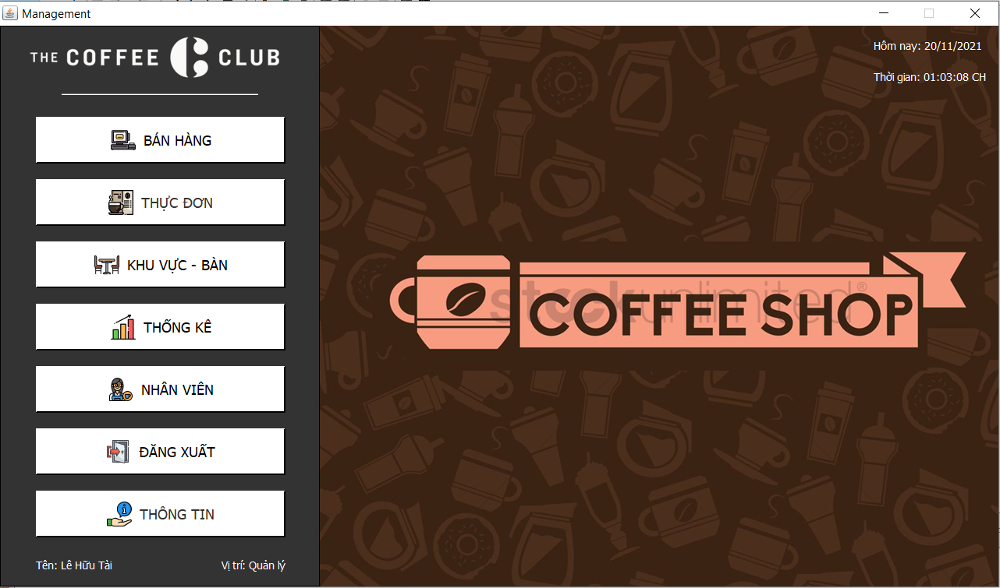 Management
THE COFFEE CLUB
Hôm nay: 20/11/2021
Thời gian: 01:03:08 CH
BÁN HÀNG
THỰC ĐƠN
KHU VỰC - BÀN
THỐNG KÊ
NHÂN VIÊN
ĐĂNG XUẤT
THÔNG TIN
Tên: Lê Hữu Tài
Vị trí: Quản lý
stockunlimited®
COFFEE SHOP